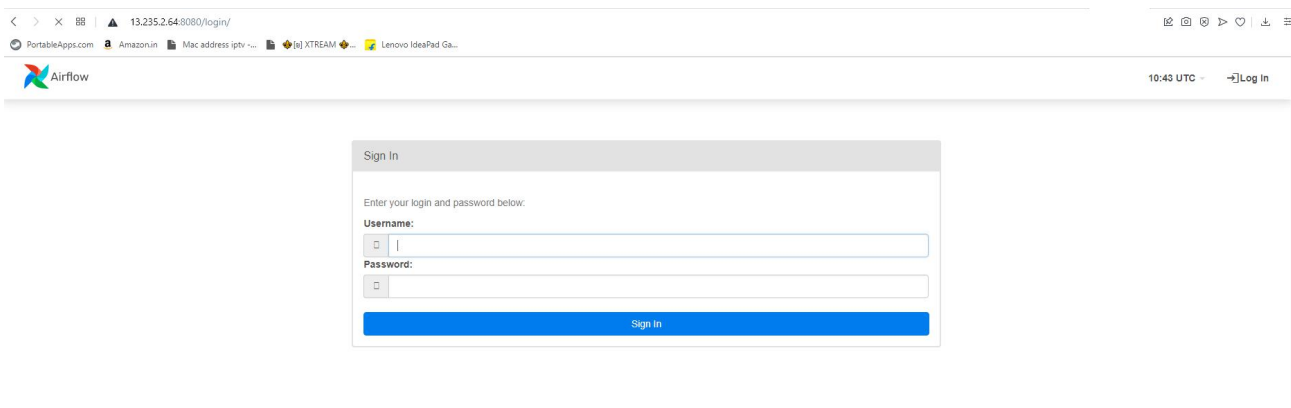 13.235.2.64:8080/login/
PortableApps.com Amazon.in Mac address iptv -... [◎] XTREAM ... Lenovo IdeaPad Ga...
Airflow 10:43 UTC Log In
Sign In
Enter your login and password below:
Username:
Password:
Sign In